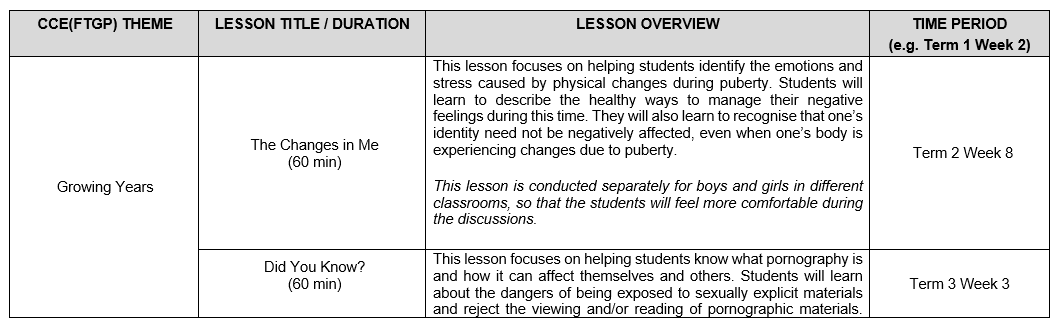 CCE(FTGP) THEME
LESSON TITLE / DURATION
LESSON OVERVIEW
TIME PERIOD
(e.g. Term 1 Week 2)
Growing Years
The Changes in Me
(60 min)
This lesson focuses on helping students identify the emotions and
stress caused by physical changes during puberty. Students will
learn to describe the healthy ways to manage their negative
feelings during this time. They will also learn to recognise that one's
identity need not be negatively affected, even when one's body is
experiencing changes due to puberty.
This lesson is conducted separately for boys and girls in different
classrooms, so that the students will feel more comfortable during
the discussions.
Term 2 Week 8
Did You Know?
(60 min)
This lesson focuses on helping students know what pornography is
and how it can affect themselves and others. Students will learn
about the dangers of being exposed to sexually explicit materials
and reject the viewing and/or reading of pornographic materials.
Term 3 Week 3